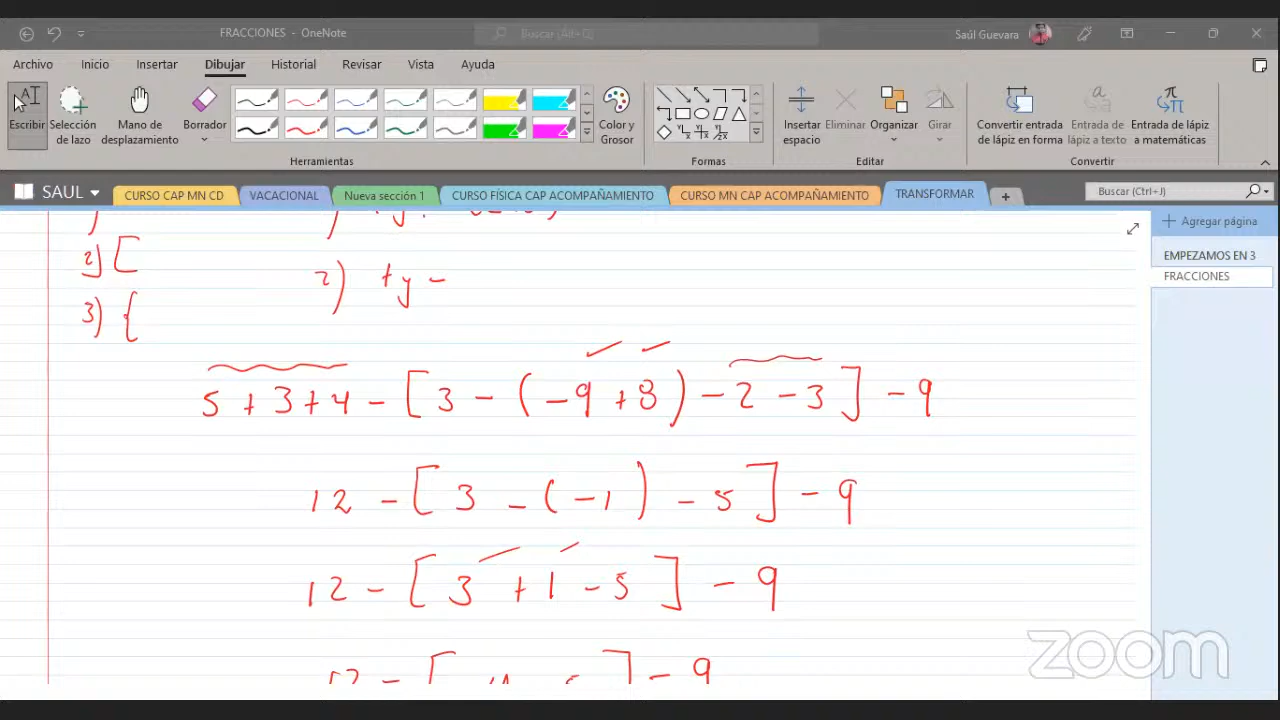 FRACCIONES - OneNote
Buscar (Alt+Q)
Saúl Guevara
Archivo Inicio Insertar Dibujar Historial Revisar Vista Ayuda
Escribir
Selección de lazo
Mano de desplazamiento
Borrador
Color y Grosor
Insertar espacio
Eliminar
Organizar
Girar
Convertir entrada de lápiz en forma
Entrada de lápiz a texto
Entrada de lápiz a matemáticas
Herramientas
Formas
Editar
Convertir
SAUL
CURSO CAP MN CD
VACACIONAL
Nueva sección 1
CURSO FÍSICA CAP ACOMPAÑAMIENTO
CURSO MN CAP ACOMPAÑAMIENTO
TRANSFORMAR
Buscar (Ctrl+J)
Agregar página
EMPEZAMOS EN 3
FRACCIONES
2) [
2) + y -
3) {
5 + 3 + 4 - [ 3 - ( -9 + 8 ) - 2 - 3 ] - 9
12 - [ 3 - ( -1 ) - 5 ] - 9
12 - [ 3 + 1 - 5 ] - 9
zoom